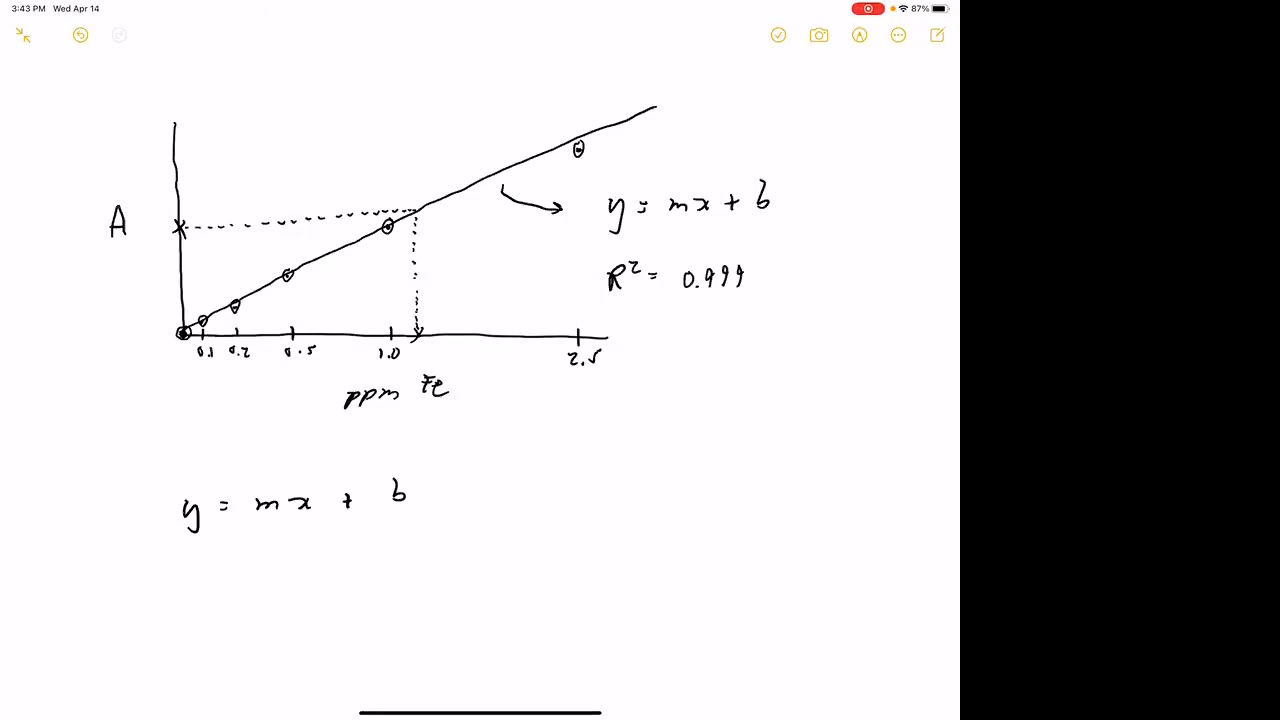 3:43 PM Wed Apr 14
87%
A
y = mx + b
R² = 0.999
0.1 0.2 0.5 1.0 2.5
ppm Fe
y = mx + b